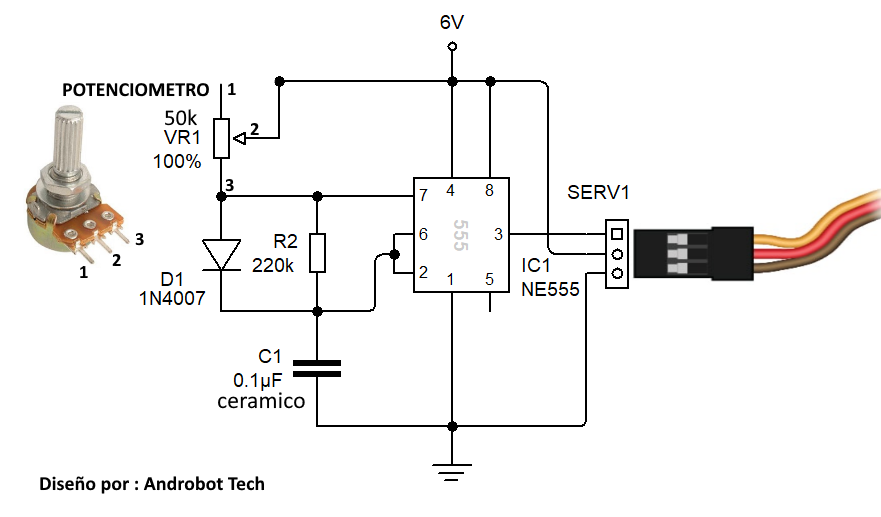 6V
POTENCIOMETRO 1
50k
VR1
2
100%
3
7
4
8
SERV1
555
6
3
3
R2
220k
1
2
2
1
5
IC1
NE555
D1
1N4007
C1
0.1µF
ceramico
Diseño por : Androbot Tech